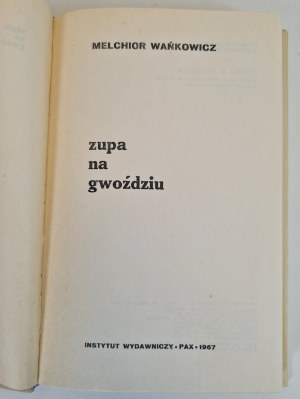 MELCHIOR WAŃKOWICZ
zupa
na
gwoździu
INSTYTUT WYDAWNICZY • PAX • 1967